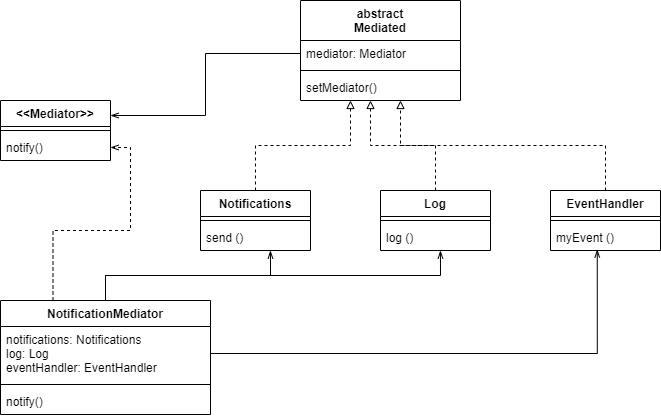 abstract
Mediated
mediator: Mediator
setMediator()
<<Mediator>>
notify()
Notifications
send ()
Log
log ()
EventHandler
myEvent ()
NotificationMediator
notifications: Notifications
log: Log
eventHandler: EventHandler
notify()